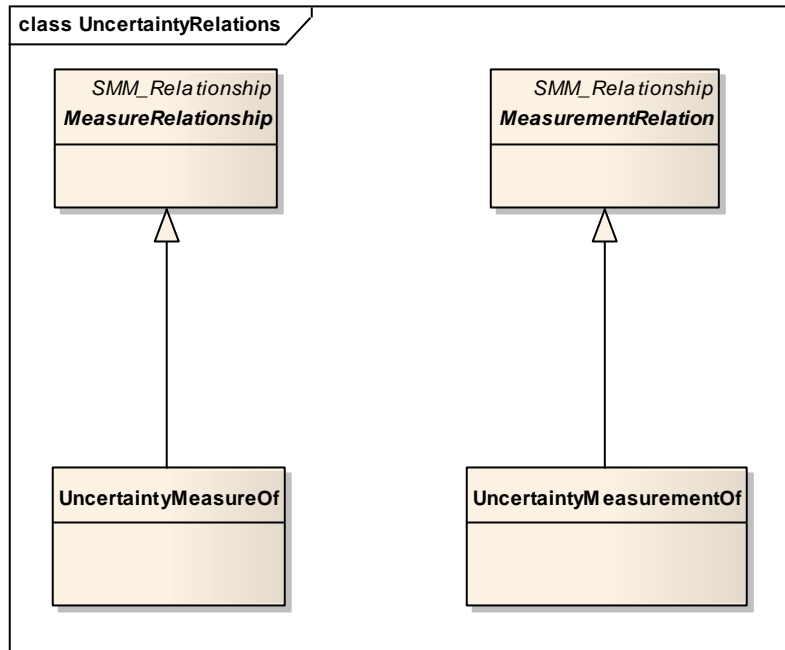 class UncertaintyRelations
SMM_Relationship
MeasureRelationship
SMM_Relationship
MeasurementRelation
UncertaintyMeasureOf
UncertaintyMeasurementOf